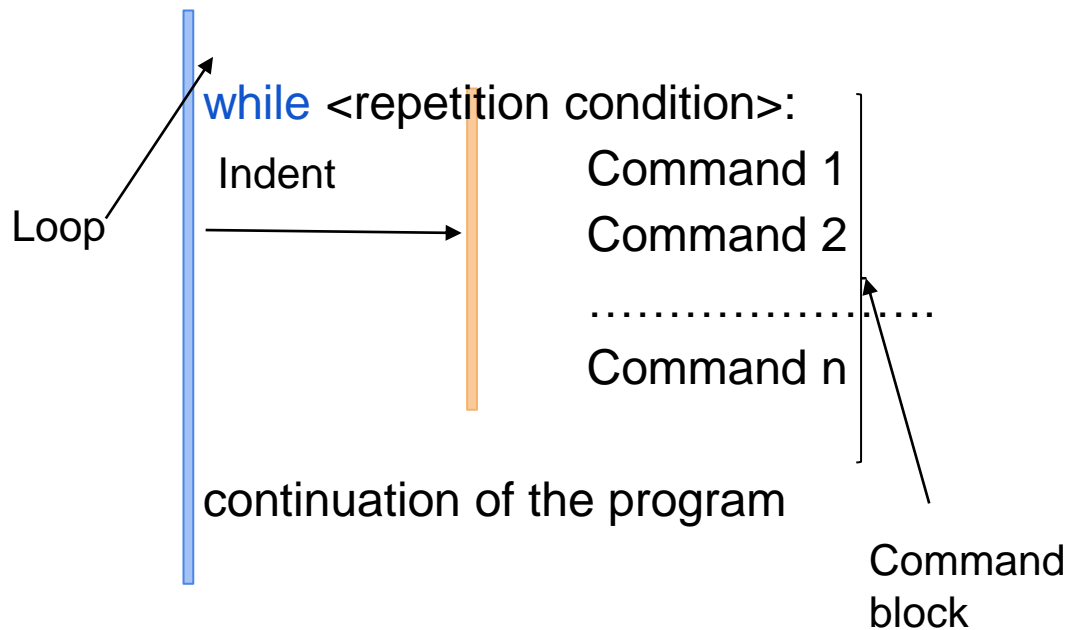 while <repetition condition>:
Indent
Command 1
Loop
Command 2
…………………….
Command n
continuation of the program
Command
block